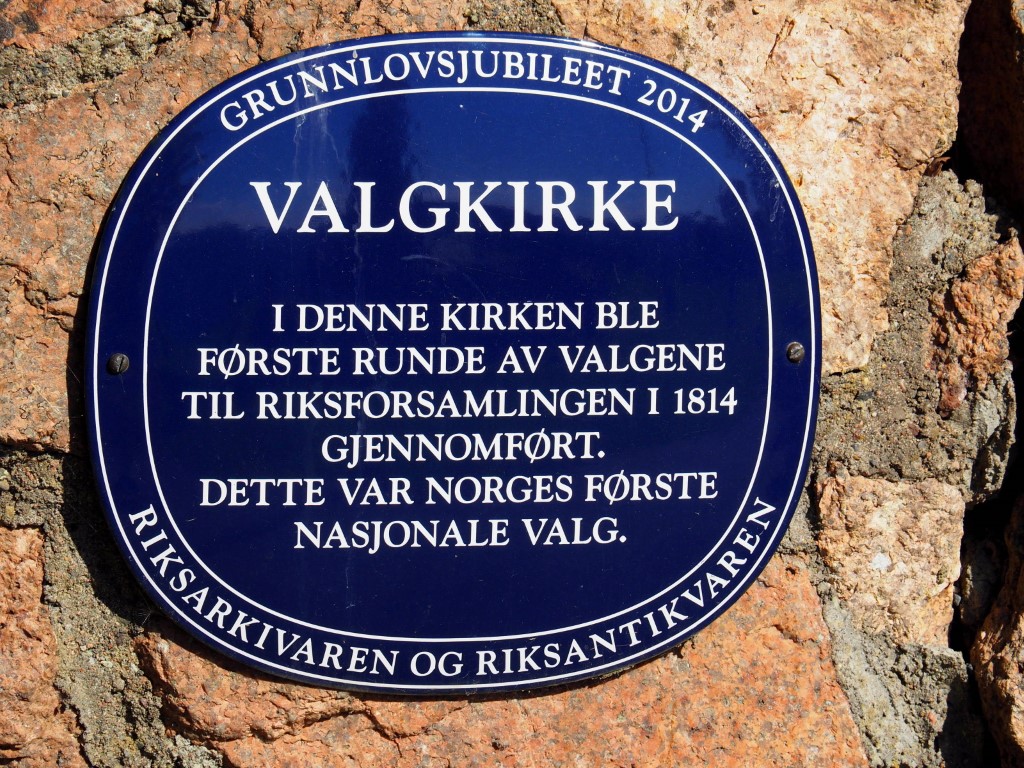 GRUNNLOVSJUBILEET 2014
VALGKIRKE
I DENNE KIRKEN BLE
FØRSTE RUNDE AV VALGENE
TIL RIKSFORSAMLINGEN I 1814
GJENNOMFØRT.
DETTE VAR NORGES FØRSTE
NASJONALE VALG.
RIKSARKIVAREN OG RIKSANTIKVAREN